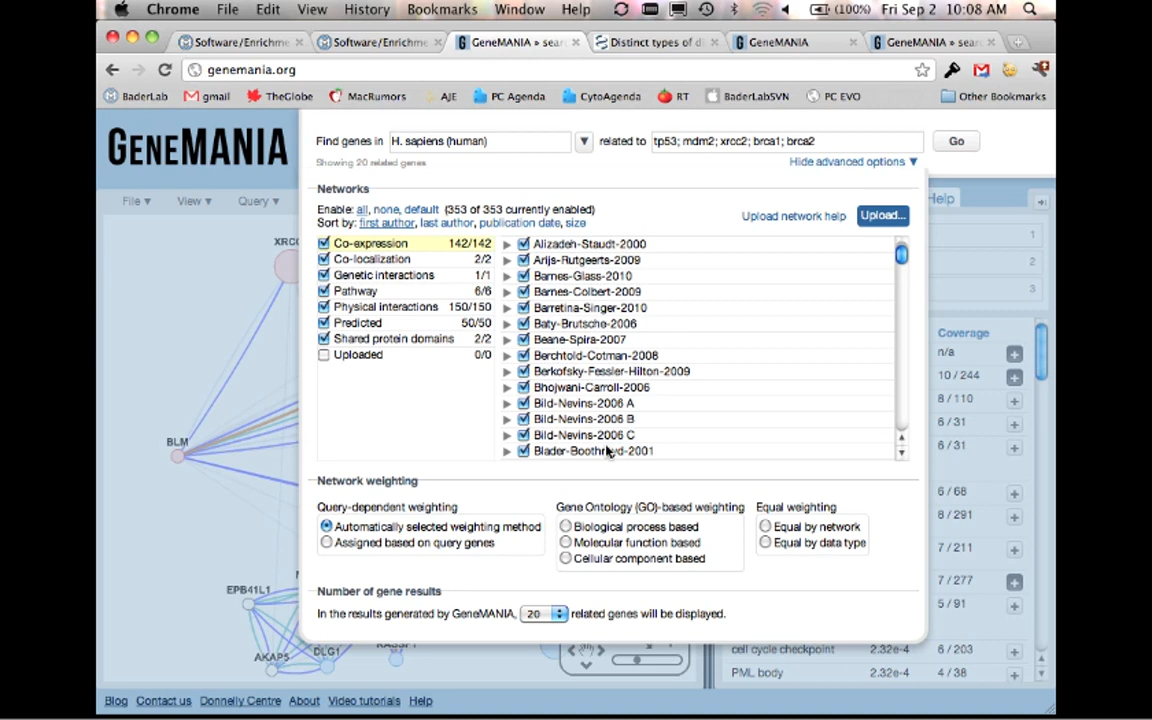 Chrome File Edit View History Bookmarks Window Help (100%) Fri Sep 2 10:08 AM
Software/Enrichme Software/Enrichme GeneMANIA » sear Distinct types of di GeneMANIA GeneMANIA » sear
genemania.org
BaderLab gmail TheGlobe MacRumors AJE PC Agenda CytoAgenda RT BaderLabSVN PC EVO Other Bookmarks
GENEMANIA
Find genes in H. sapiens (human) related to tp53; mdm2; xrcc2; brca1; brca2 Go
Showing 20 related genes Hide advanced options
File View Query Help
Networks
Enable: all, none, default (353 of 353 currently enabled)
Sort by: first author, last author, publication date, size
Upload network help Upload...
Co-expression 142/142
Co-localization 2/2
Genetic interactions 1/1
Pathway 6/6
Physical interactions 150/150
Predicted 50/50
Shared protein domains 2/2
Uploaded 0/0
Alizadeh-Staudt-2000
Arijs-Rutgeerts-2009
Barnes-Glass-2010
Barnes-Colbert-2009
Barretina-Singer-2010
Baty-Brutsche-2006
Beane-Spira-2007
Berchtold-Cotman-2008
Berkofsky-Fessler-Hilton-2009
Bhojwani-Carroll-2006
Bild-Nevins-2006 A
Bild-Nevins-2006 B
Bild-Nevins-2006 C
Blader-Boothroyd-2001
Network weighting
Query-dependent weighting
Automatically selected weighting method
Assigned based on query genes
Gene Ontology (GO)-based weighting
Biological process based
Molecular function based
Cellular component based
Equal weighting
Equal by network
Equal by data type
Number of gene results
In the results generated by GeneMANIA, 20 related genes will be displayed.
XRC
BLM
EPB41L1
AKAP5
DLG1
1
2
3
Coverage
n/a
10 / 244
8 / 110
6 / 31
6 / 31
6 / 68
8 / 291
7 / 211
7 / 277
5 / 91
cell cycle checkpoint 2.32e-4 6 / 203
PML body 2.32e-4 4 / 38
Blog Contact us Donnelly Centre About Video tutorials Help